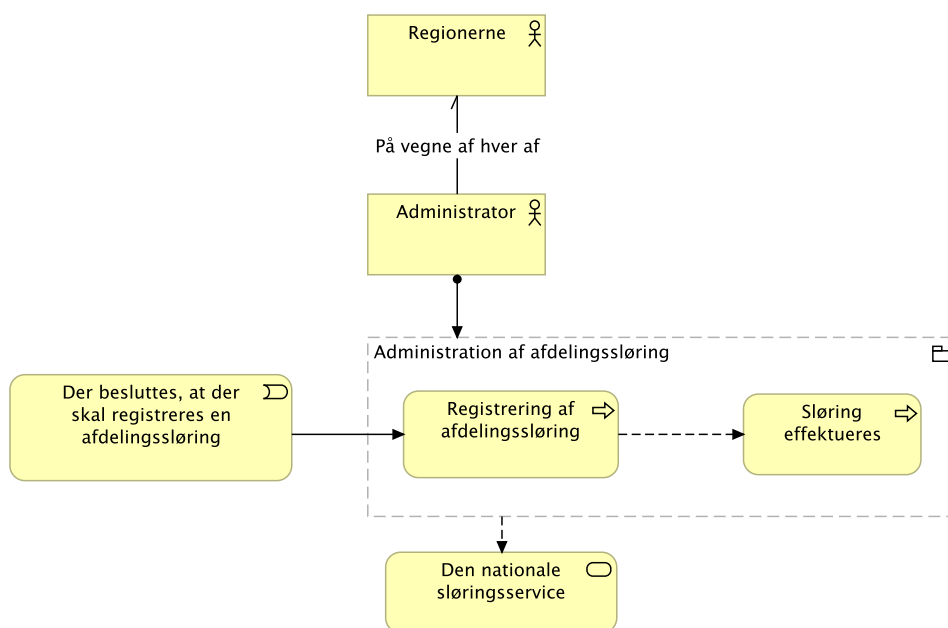 Regionerne
På vegne af hver af
Administrator
Administration af afdelingssløring
Der besluttes, at der
skal registreres en
afdelingssløring
Registrering af
afdelingssløring
Sløring
effektueres
Den nationale
sløringsservice